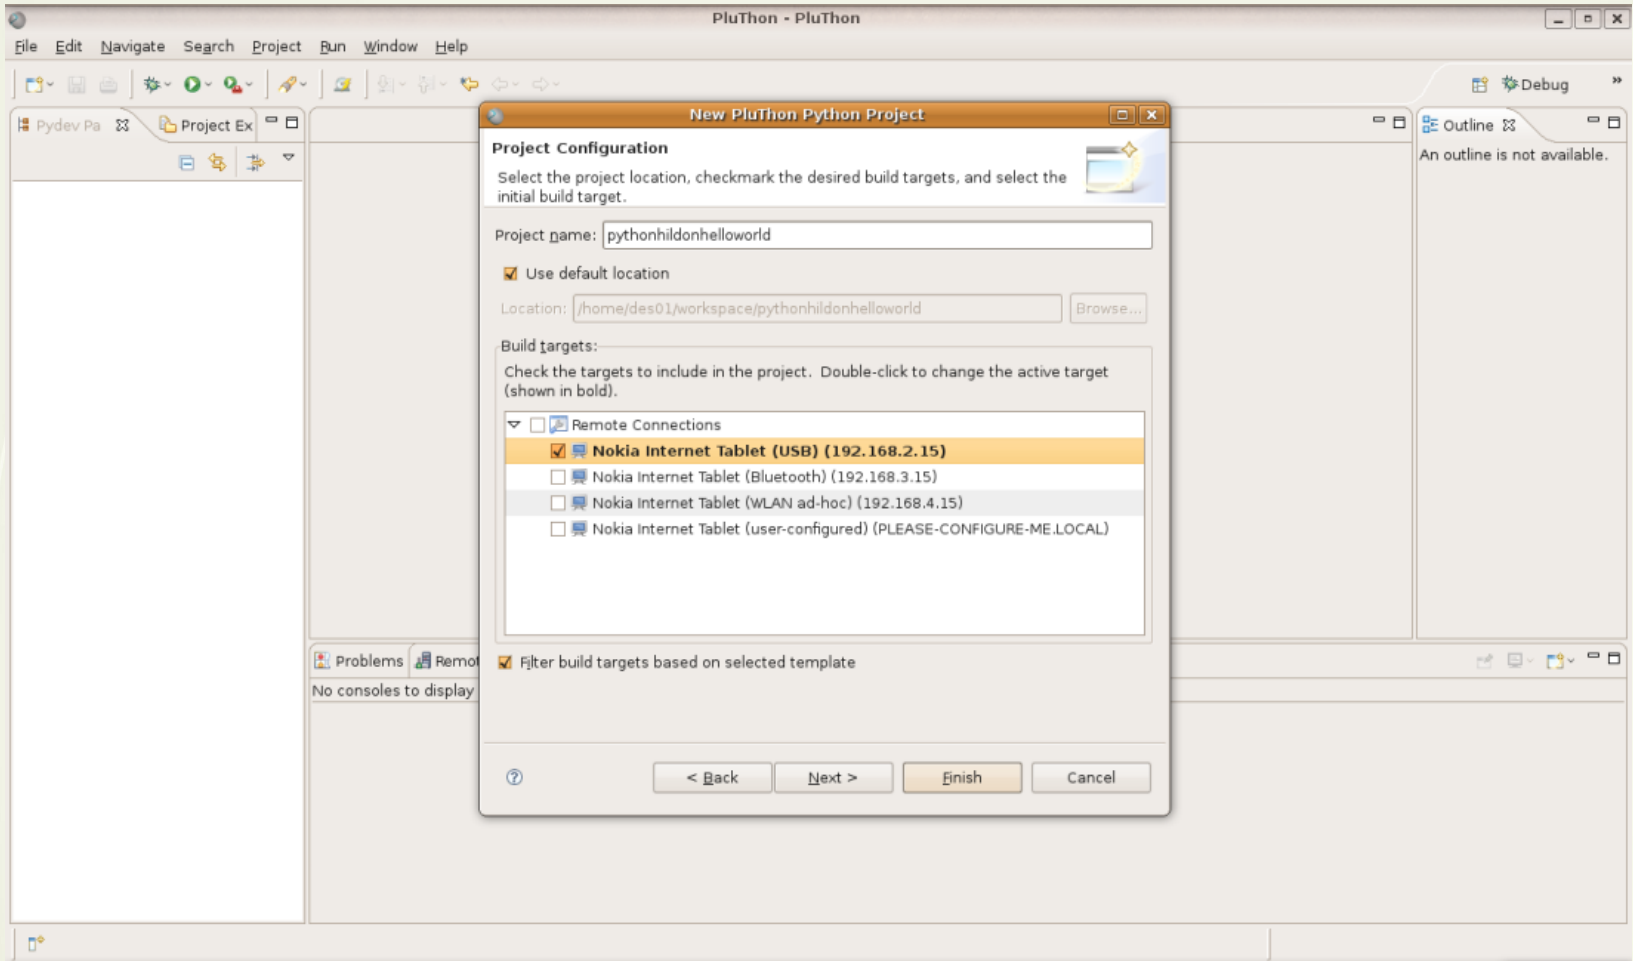 PluThon - PluThon
File Edit Navigate Search Project Run Window Help
Debug
Pydev Pa
Project Ex
Outline
An outline is not available.
New PluThon Python Project
Project Configuration
Select the project location, checkmark the desired build targets, and select the
initial build target.
Project name: pythonhildonhelloworld
Use default location
Location: /home/des01/workspace/pythonhildonhelloworld Browse...
Build targets:
Check the targets to include in the project. Double-click to change the active target
(shown in bold).
Remote Connections
Nokia Internet Tablet (USB) (192.168.2.15)
Nokia Internet Tablet (Bluetooth) (192.168.3.15)
Nokia Internet Tablet (WLAN ad-hoc) (192.168.4.15)
Nokia Internet Tablet (user-configured) (PLEASE-CONFIGURE-ME.LOCAL)
Filter build targets based on selected template
< Back Next > Finish Cancel
Problems Remot
No consoles to display